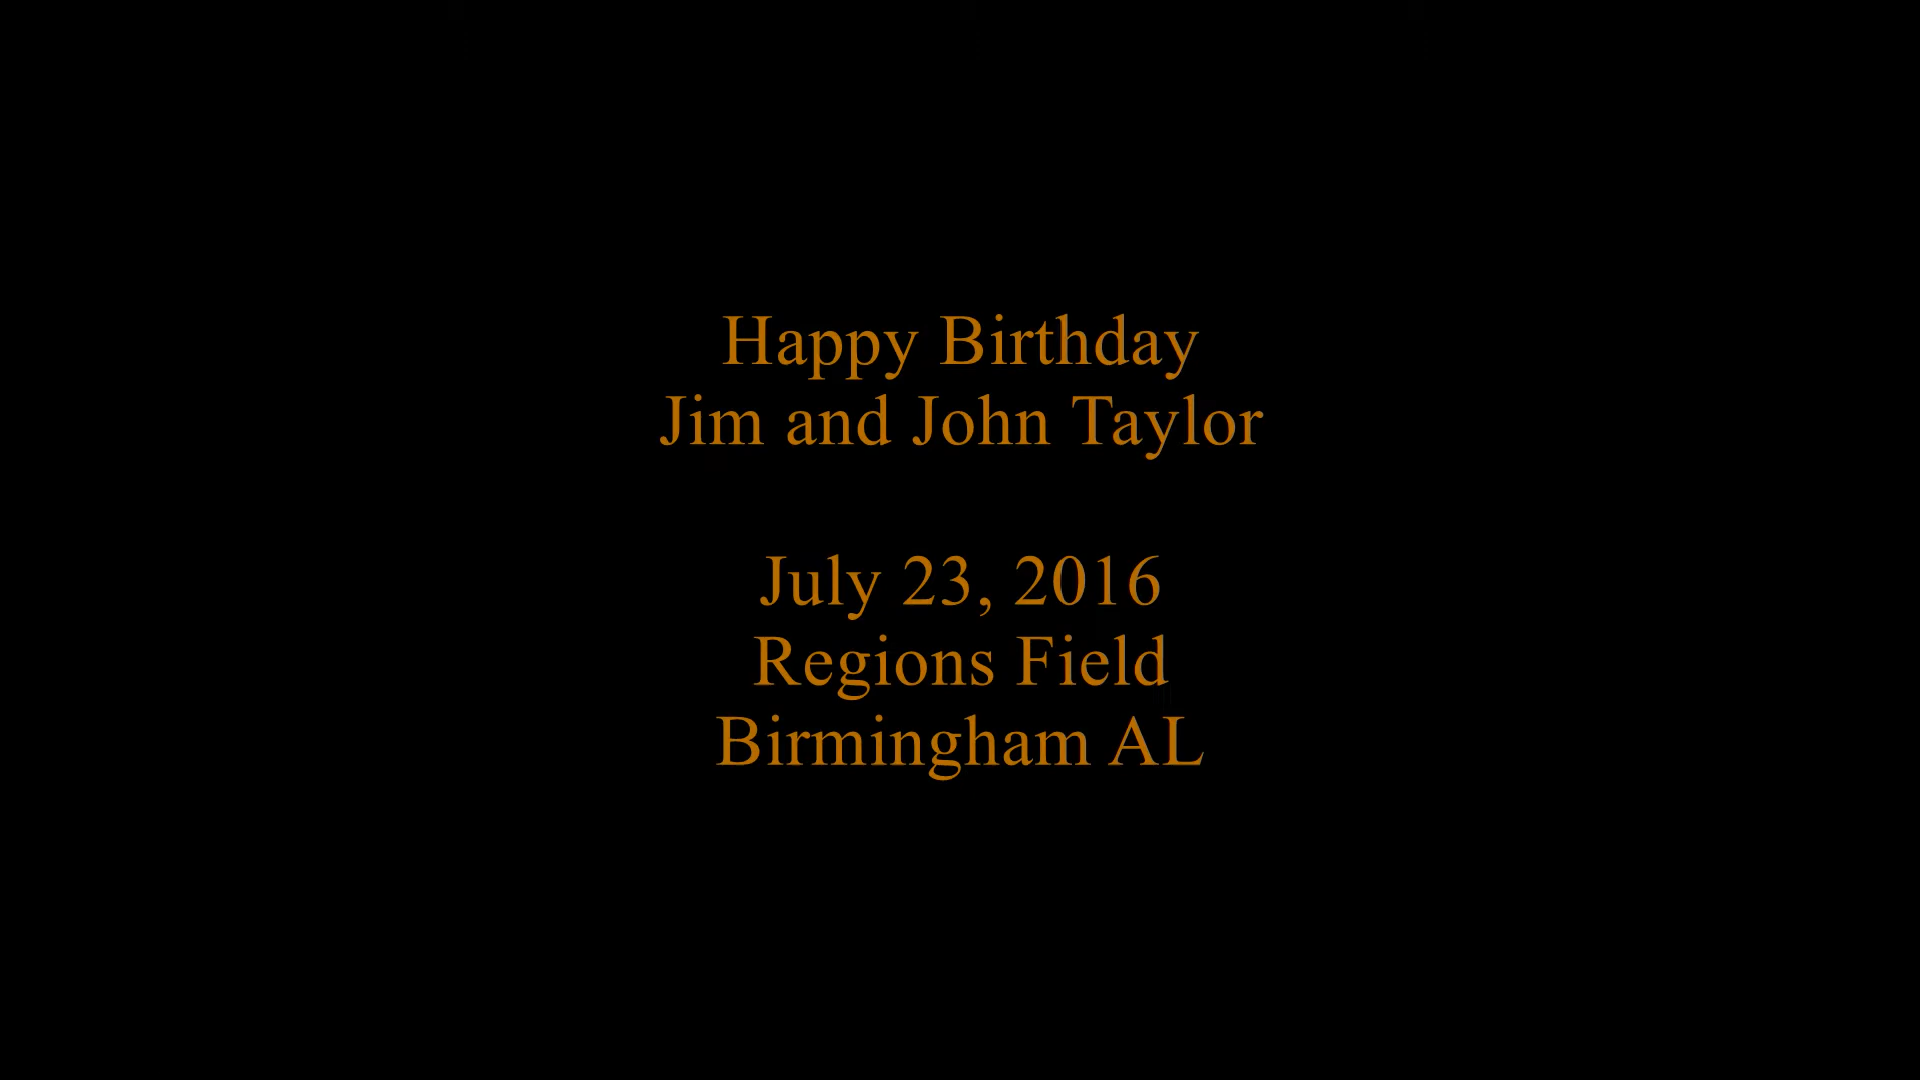 Happy Birthday
Jim and John Taylor
July 23, 2016
Regions Field
Birmingham AL